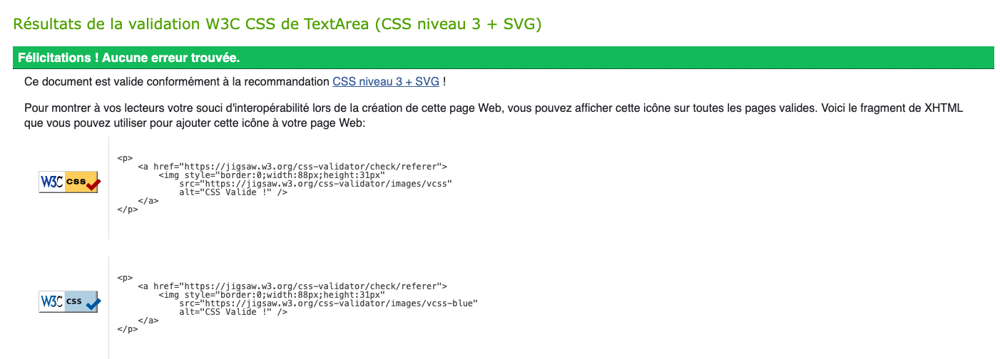 Résultats de la validation W3C CSS de TextArea (CSS niveau 3 + SVG)
Félicitations ! Aucune erreur trouvée.
Ce document est valide conformément à la recommandation CSS niveau 3 + SVG !
Pour montrer à vos lecteurs votre souci d'interopérabilité lors de la création de cette page Web, vous pouvez afficher cette icône sur toutes les pages valides. Voici le fragment de XHTML
que vous pouvez utiliser pour ajouter cette icône à votre page Web:
W3C css
<p>
    <a href="https://jigsaw.w3.org/css-validator/check/referer">
        <img style="border:0;width:88px;height:31px"
            src="https://jigsaw.w3.org/css-validator/images/vcss"
            alt="CSS Valide !" />
    </a>
</p>
W3C css
<p>
    <a href="https://jigsaw.w3.org/css-validator/check/referer">
        <img style="border:0;width:88px;height:31px"
            src="https://jigsaw.w3.org/css-validator/images/vcss-blue"
            alt="CSS Valide !" />
    </a>
</p>